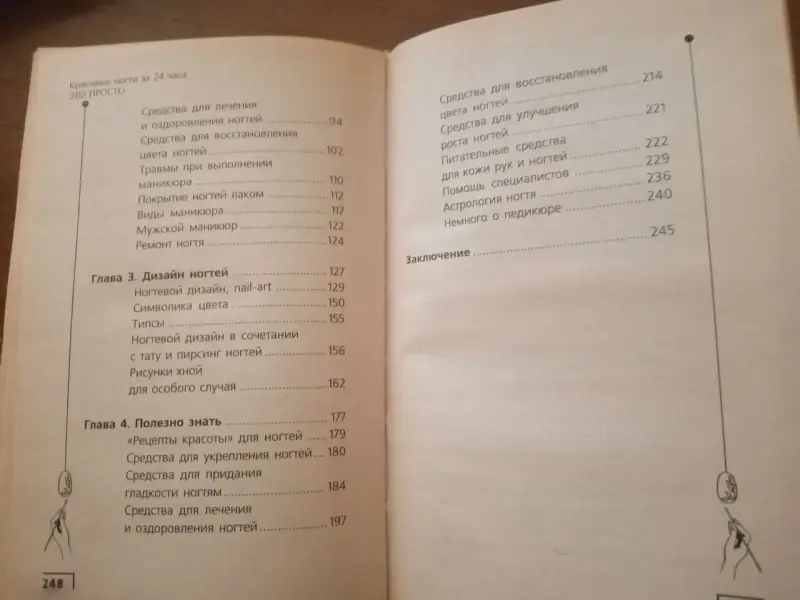 Красивые ногти за 24 часа
ЭТО ПРОСТО
Средства для лечения
и оздоровления ногтей ................. 94
Средства для восстановления
цвета ногтей ................. 102
Травмы при выполнении
маникюра ................. 110
Покрытие ногтей лаком ................. 112
Виды маникюра ................. 117
Мужской маникюр ................. 122
Ремонт ногтя ................. 124
Глава 3. Дизайн ногтей ................. 127
Ногтевой дизайн, nail-art ................. 129
Символика цвета ................. 150
Типсы ................. 155
Ногтевой дизайн в сочетании
с тату и пирсинг ногтей ................. 156
Рисунки хной
для особого случая ................. 162
Глава 4. Полезно знать ................. 177
«Рецепты красоты» для ногтей ...... 179
Средства для укрепления ногтей ... 180
Средства для придания
гладкости ногтям ................. 184
Средства для лечения
и оздоровления ногтей ................. 197
248
Средства для восстановления
цвета ногтей ................. 214
Средства для улучшения
роста ногтей ................. 221
Питательные средства
для кожи рук и ногтей ................. 222
Помощь специалистов ................. 229
Астрология ногтя ................. 236
Немного о педикюре ................. 240
Заключение ................. 245